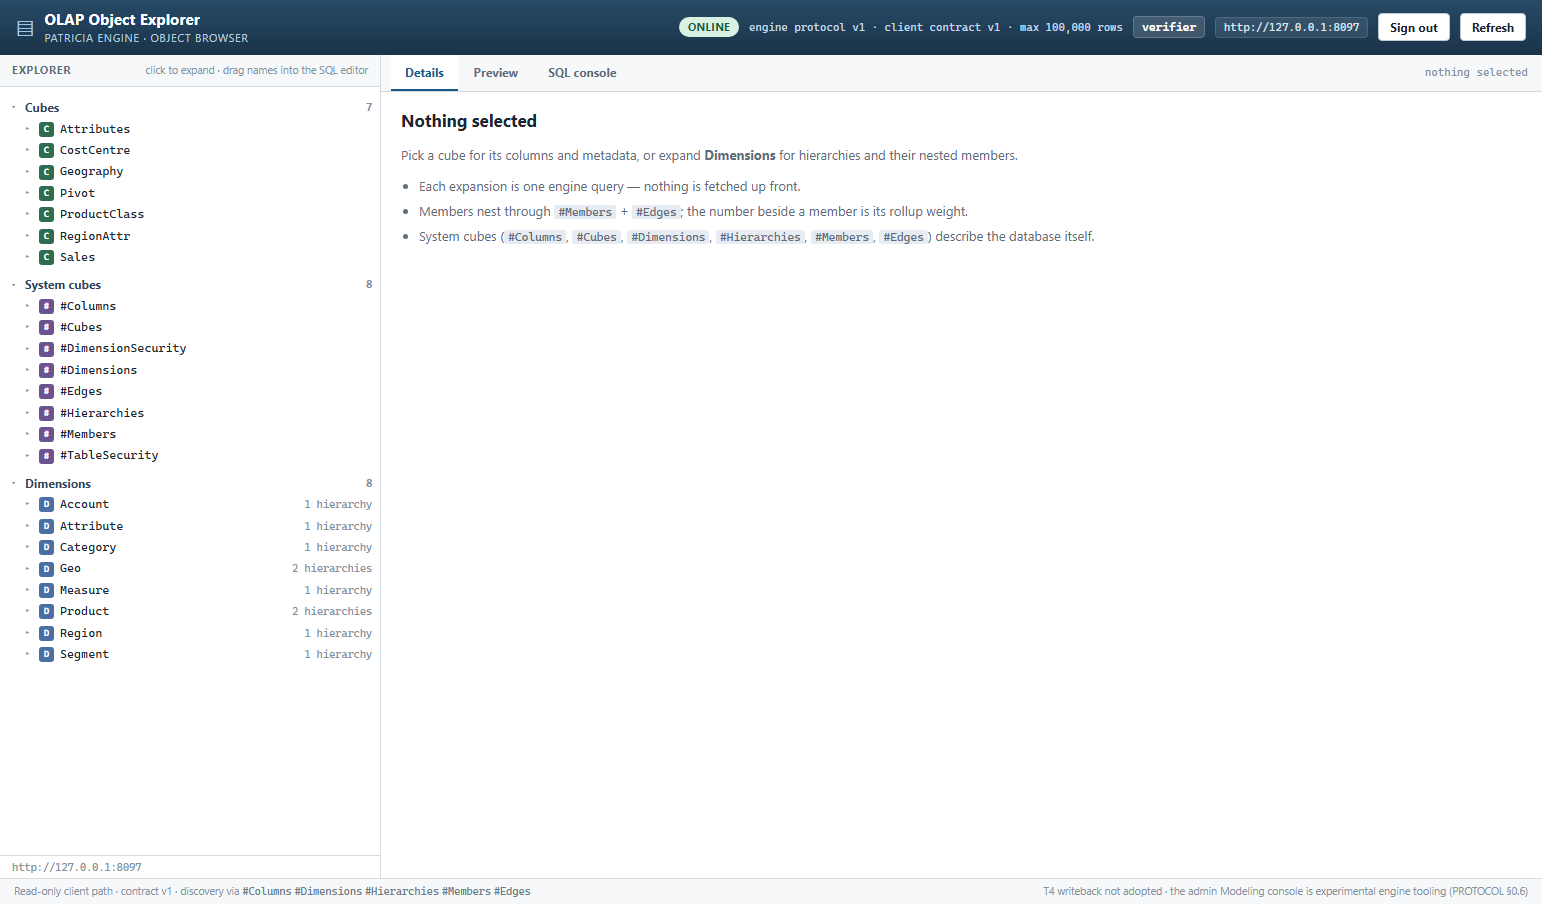 OLAP Object Explorer
PATRICIA ENGINE · OBJECT BROWSER
ONLINE engine protocol v1 · client contract v1 · max 100,000 rows verifier http://127.0.0.1:8097 Sign out Refresh
EXPLORER click to expand · drag names into the SQL editor
Details Preview SQL console nothing selected
Cubes 7
C Attributes
C CostCentre
C Geography
C Pivot
C ProductClass
C RegionAttr
C Sales
System cubes 8
# #Columns
# #Cubes
# #DimensionSecurity
# #Dimensions
# #Edges
# #Hierarchies
# #Members
# #TableSecurity
Dimensions 8
D Account 1 hierarchy
D Attribute 1 hierarchy
D Category 1 hierarchy
D Geo 2 hierarchies
D Measure 1 hierarchy
D Product 2 hierarchies
D Region 1 hierarchy
D Segment 1 hierarchy
http://127.0.0.1:8097
Nothing selected
Pick a cube for its columns and metadata, or expand Dimensions for hierarchies and their nested members.
• Each expansion is one engine query — nothing is fetched up front.
• Members nest through #Members + #Edges; the number beside a member is its rollup weight.
• System cubes (#Columns, #Cubes, #Dimensions, #Hierarchies, #Members, #Edges) describe the database itself.
Read-only client path · contract v1 · discovery via #Columns #Dimensions #Hierarchies #Members #Edges
T4 writeback not adopted · the admin Modeling console is experimental engine tooling (PROTOCOL §0.6)